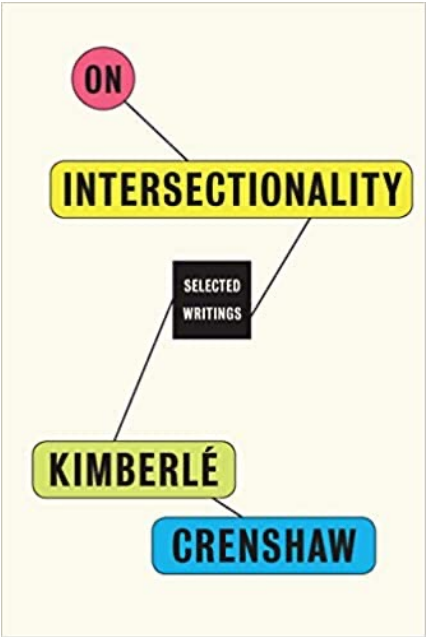 ON
INTERSECTIONALITY
SELECTED
WRITINGS
KIMBERLÉ
CRENSHAW